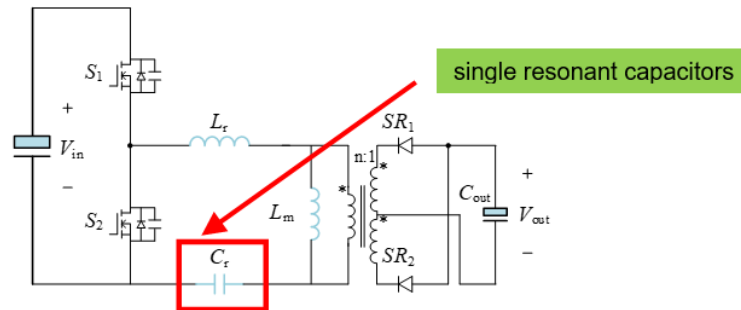 single resonant capacitors
S1
+
Vin
−
Lr
n:1
SR1
*
*
*
Lm
Cout
+
Vout
−
S2
Cr
SR2